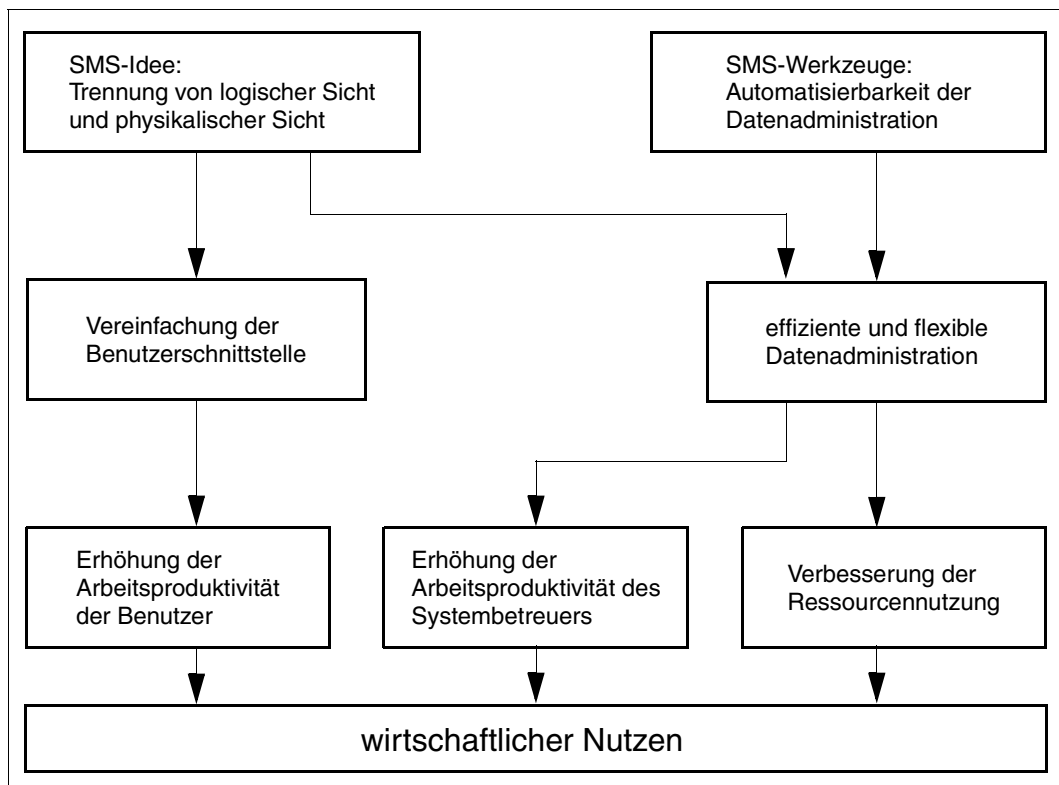 SMS-Idee:
Trennung von logischer Sicht
und physikalischer Sicht
SMS-Werkzeuge:
Automatisierbarkeit der
Datenadministration
Vereinfachung der
Benutzerschnittstelle
effiziente und flexible
Datenadministration
Erhöhung der
Arbeitsproduktivität
der Benutzer
Erhöhung der
Arbeitsproduktivität des
Systembetreuers
Verbesserung der
Ressourcennutzung
wirtschaftlicher Nutzen